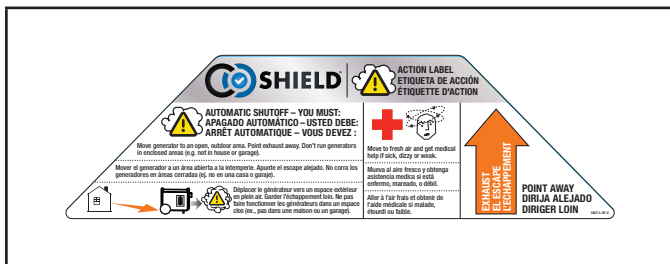 CO SHIELD®
ACTION LABEL
ETIQUETA DE ACCIÓN
ÉTIQUETTE D'ACTION
AUTOMATIC SHUTOFF – YOU MUST:
APAGADO AUTOMÁTICO – USTED DEBE:
ARRÊT AUTOMATIQUE – VOUS DEVEZ :
Move generator to an open, outdoor area. Point exhaust away. Don't run generators
in enclosed areas (e.g. not in house or garage).
Move to fresh air and get medical
help if sick, dizzy or weak.
Mover el generador a un área abierta a la intemperie. Apunte el escape alejado. No corra los
generadores en áreas cerradas (ej. no en una casa o garaje).
Mueva al aire fresco y obtenga
asistencia medica si está
enfermo, mareado, o débil.
Déplacer le générateur vers un espace extérieur
en plein air. Garder l'échappement loin. Ne pas
faire fonctionner les générateurs dans un espace
clos (ex., pas dans une maison ou un garage).
Aller à l'air frais et obtenir de
l'aide médicale si malade,
étourdi ou faible.
EXHAUST
EL ESCAPE
L'ÉCHAPPEMENT
POINT AWAY
DIRIJA ALEJADO
DIRIGER LOIN